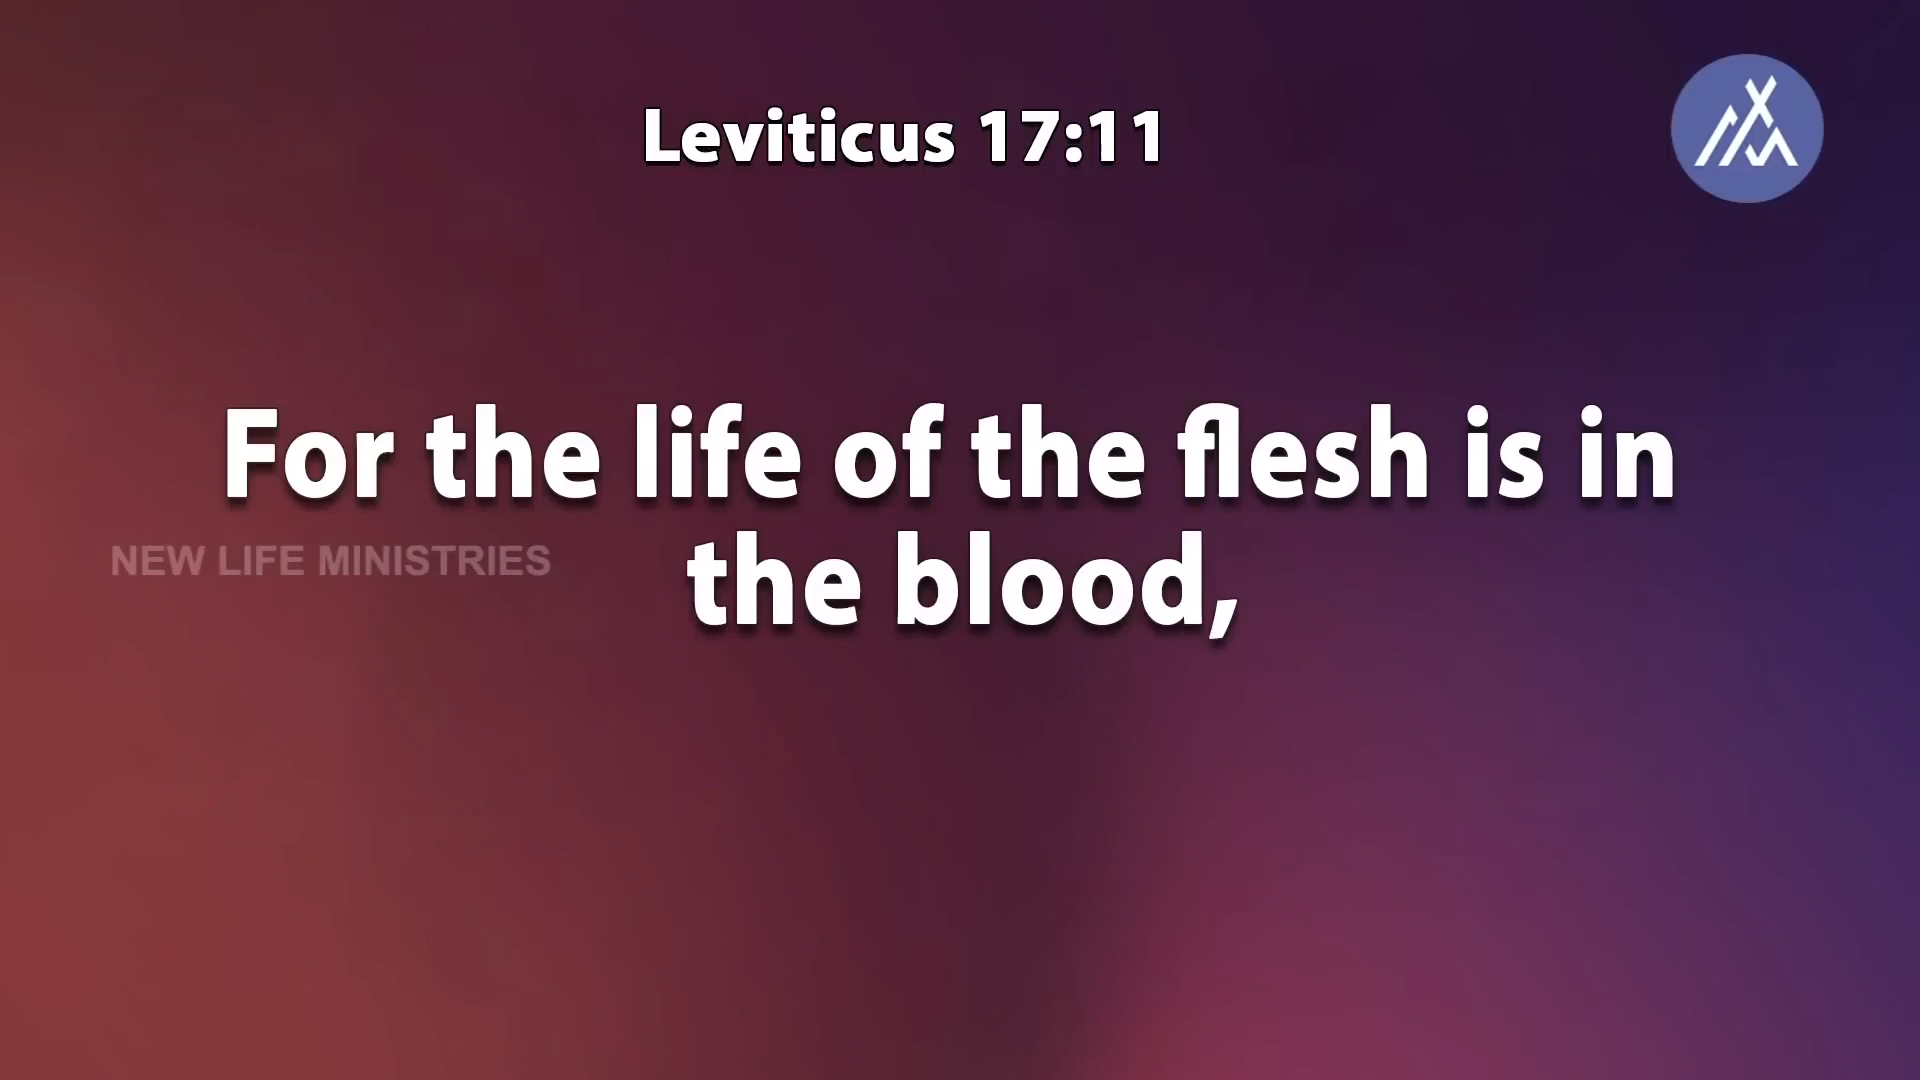 Leviticus 17:11
For the life of the flesh is in
the blood,
NEW LIFE MINISTRIES